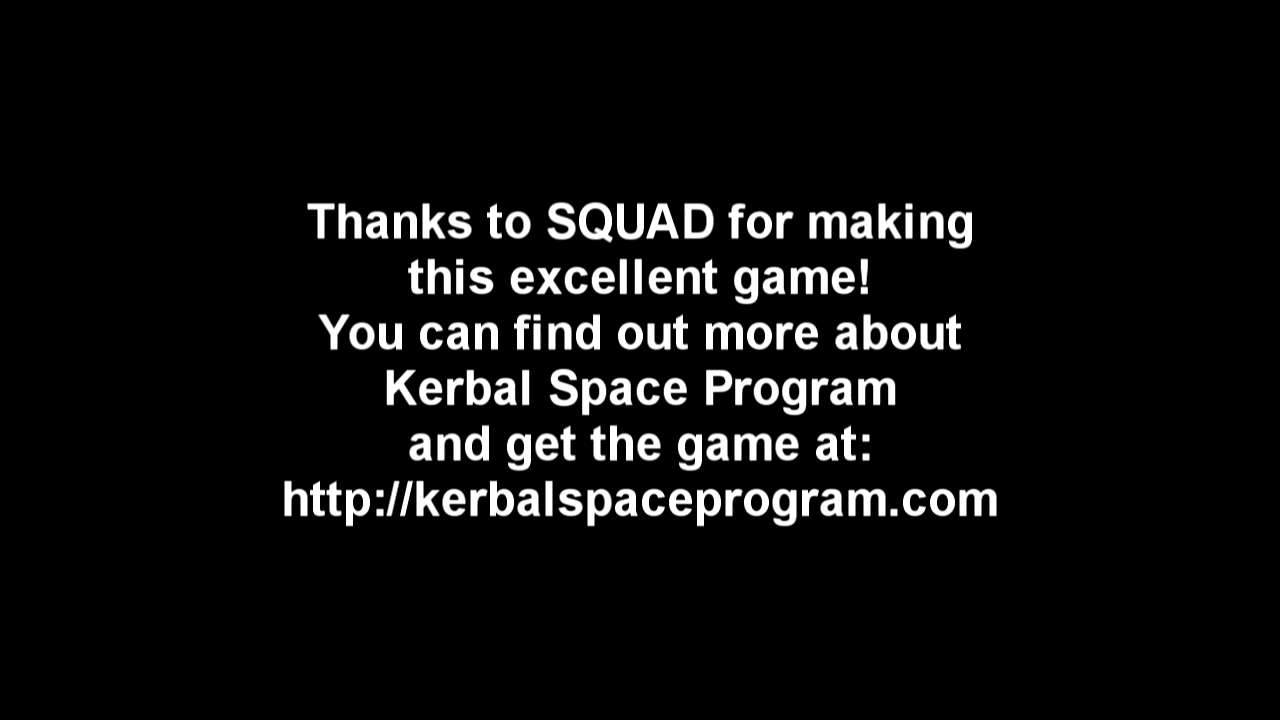 Thanks to SQUAD for making
this excellent game!
You can find out more about
Kerbal Space Program
and get the game at:
http://kerbalspaceprogram.com